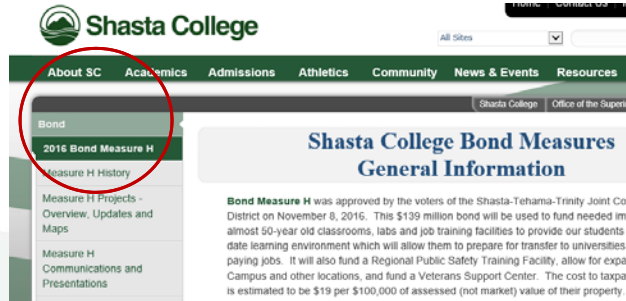 Home Contact Us
Shasta College
All Sites
About SC Academics Admissions Athletics Community News & Events Resources
Shasta College Office of the Superi
Bond
2016 Bond Measure H
Measure H History
Measure H Projects -
Overview, Updates and
Maps
Measure H
Communications and
Presentations
Shasta College Bond Measures
General Information
Bond Measure H was approved by the voters of the Shasta-Tehama-Trinity Joint Co
District on November 8, 2016. This $139 million bond will be used to fund needed im
almost 50-year old classrooms, labs and job training facilities to provide our students
date learning environment which will allow them to prepare for transfer to universities
paying jobs. It will also fund a Regional Public Safety Training Facility, allow for expa
Campus and other locations, and fund a Veterans Support Center. The cost to taxpa
is estimated to be $19 per $100,000 of assessed (not market) value of their property.